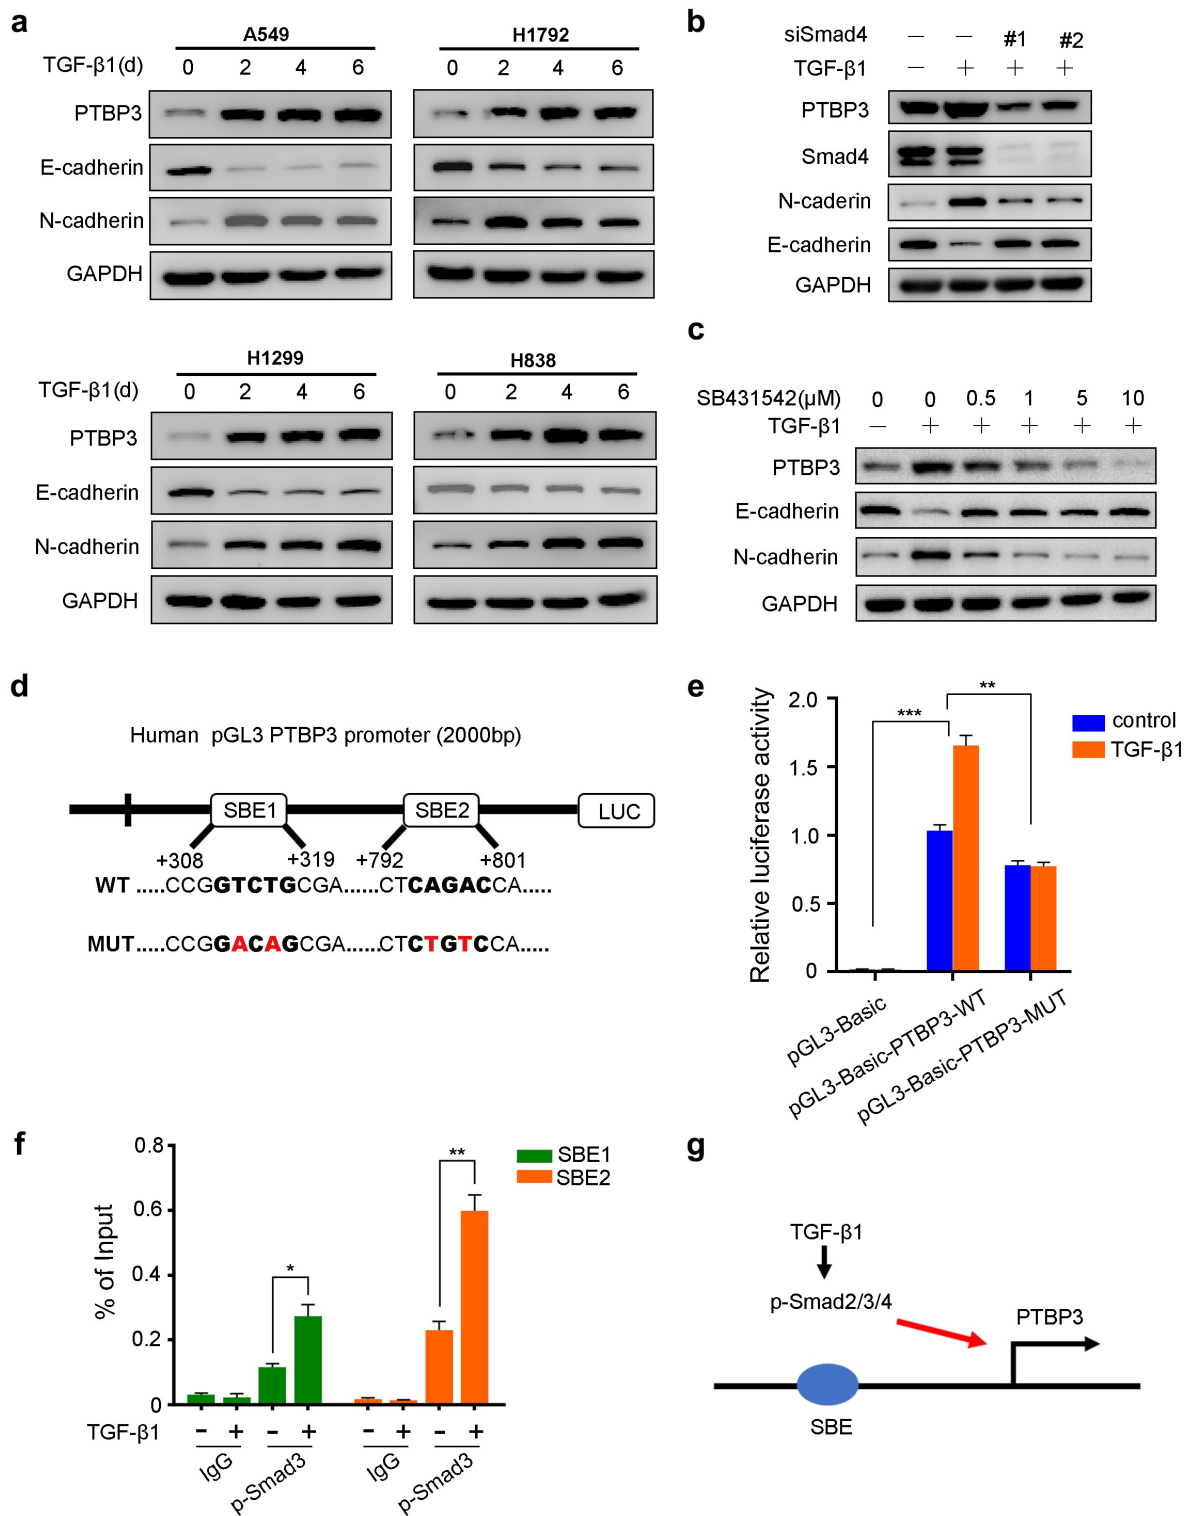 a
A549
TGF-β1(d) 0 2 4 6
PTBP3
E-cadherin
N-cadherin
GAPDH
H1792
0 2 4 6
H1299
TGF-β1(d) 0 2 4 6
PTBP3
E-cadherin
N-cadherin
GAPDH
H838
0 2 4 6
b
siSmad4 — — #1 #2
TGF-β1 — + + +
PTBP3
Smad4
N-caderin
E-cadherin
GAPDH
c
SB431542(μM) 0 0 0.5 1 5 10
TGF-β1 — + + + + +
PTBP3
E-cadherin
N-cadherin
GAPDH
d
Human pGL3 PTBP3 promoter (2000bp)
SBE1 SBE2 LUC
+308 +319 +792 +801
WT .....CCGGTCTGCGA......CTCAGACCA.....
MUT.....CCGGACAGCGA......CTCTGTCCA.....
e
Relative luciferase activity
2.0
1.5
1.0
0.5
0
***
**
control
TGF-β1
pGL3-Basic
pGL3-Basic-PTBP3-WT
pGL3-Basic-PTBP3-MUT
f
% of Input
0.8
0.6
0.4
0.2
0
*
**
SBE1
SBE2
TGF-β1 - + - + - + - +
IgG p-Smad3 IgG p-Smad3
g
TGF-β1
p-Smad2/3/4
PTBP3
SBE